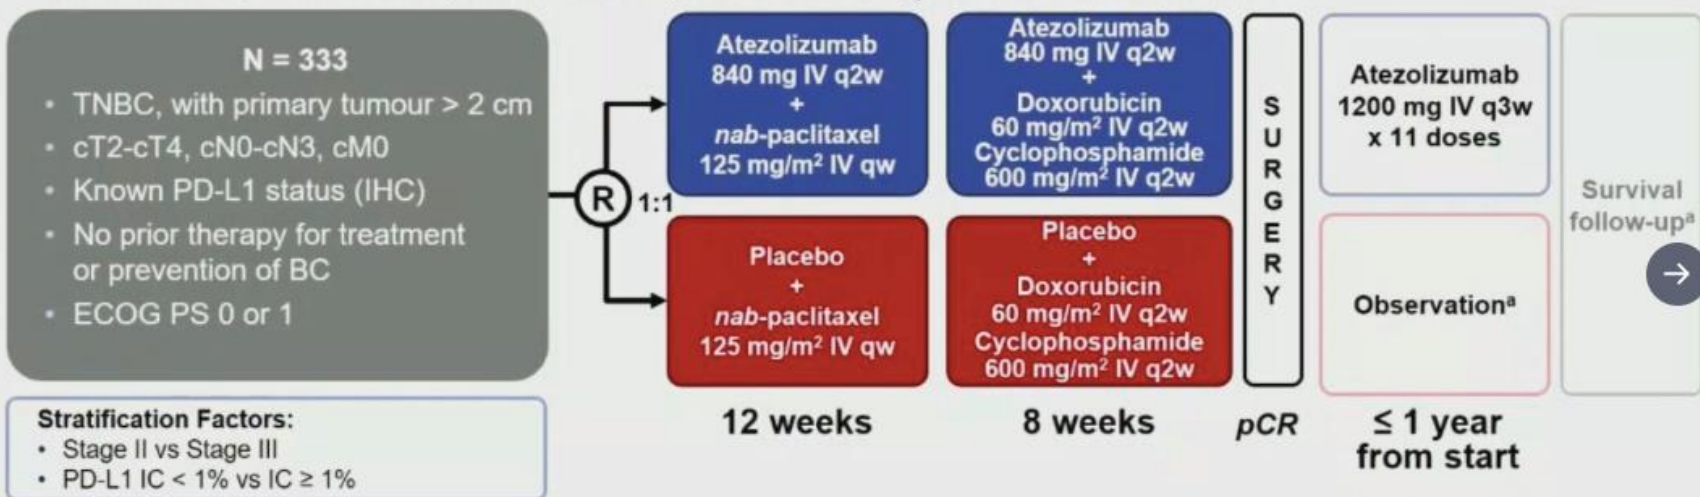 N = 333
• TNBC, with primary tumour > 2 cm
• cT2-cT4, cN0-cN3, cM0
• Known PD-L1 status (IHC)
• No prior therapy for treatment
or prevention of BC
• ECOG PS 0 or 1
Stratification Factors:
• Stage II vs Stage III
• PD-L1 IC < 1% vs IC ≥ 1%
R 1:1
Atezolizumab
840 mg IV q2w
+
nab-paclitaxel
125 mg/m² IV qw
Placebo
+
nab-paclitaxel
125 mg/m² IV qw
12 weeks
Atezolizumab
840 mg IV q2w
+
Doxorubicin
60 mg/m² IV q2w
Cyclophosphamide
600 mg/m² IV q2w
Placebo
+
Doxorubicin
60 mg/m² IV q2w
Cyclophosphamide
600 mg/m² IV q2w
8 weeks
SURGERY
pCR
Atezolizumab
1200 mg IV q3w
x 11 doses
Observationᵃ
≤ 1 year
from start
Survival
follow-upᵃ